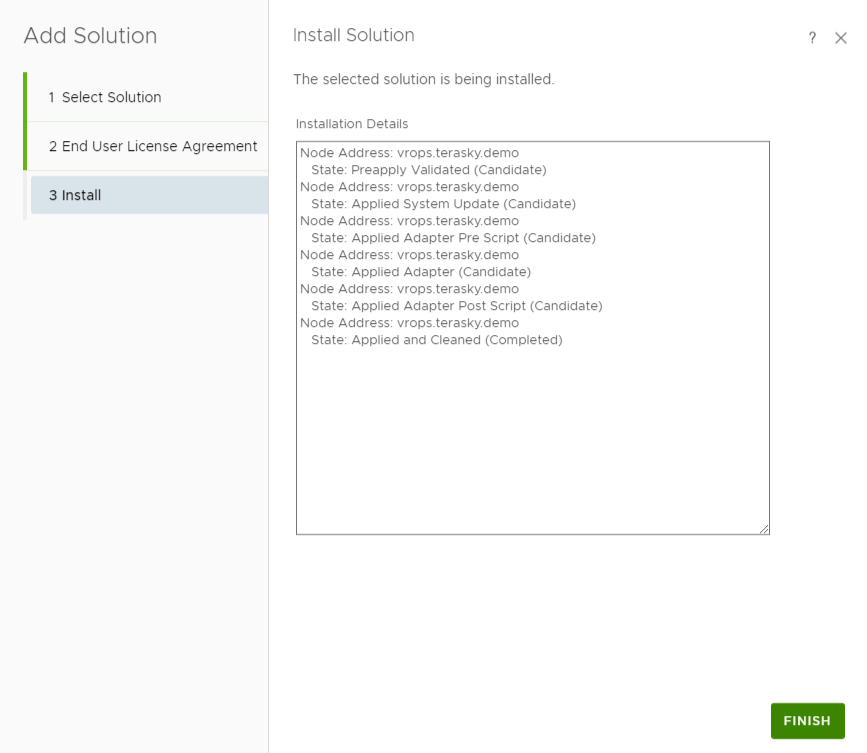 Add Solution
1 Select Solution
2 End User License Agreement
3 Install
Install Solution
?
The selected solution is being installed.
Installation Details
Node Address: vrops.terasky.demo
State: Preapply Validated (Candidate)
Node Address: vrops.terasky.demo
State: Applied System Update (Candidate)
Node Address: vrops.terasky.demo
State: Applied Adapter Pre Script (Candidate)
Node Address: vrops.terasky.demo
State: Applied Adapter (Candidate)
Node Address: vrops.terasky.demo
State: Applied Adapter Post Script (Candidate)
Node Address: vrops.terasky.demo
State: Applied and Cleaned (Completed)
FINISH